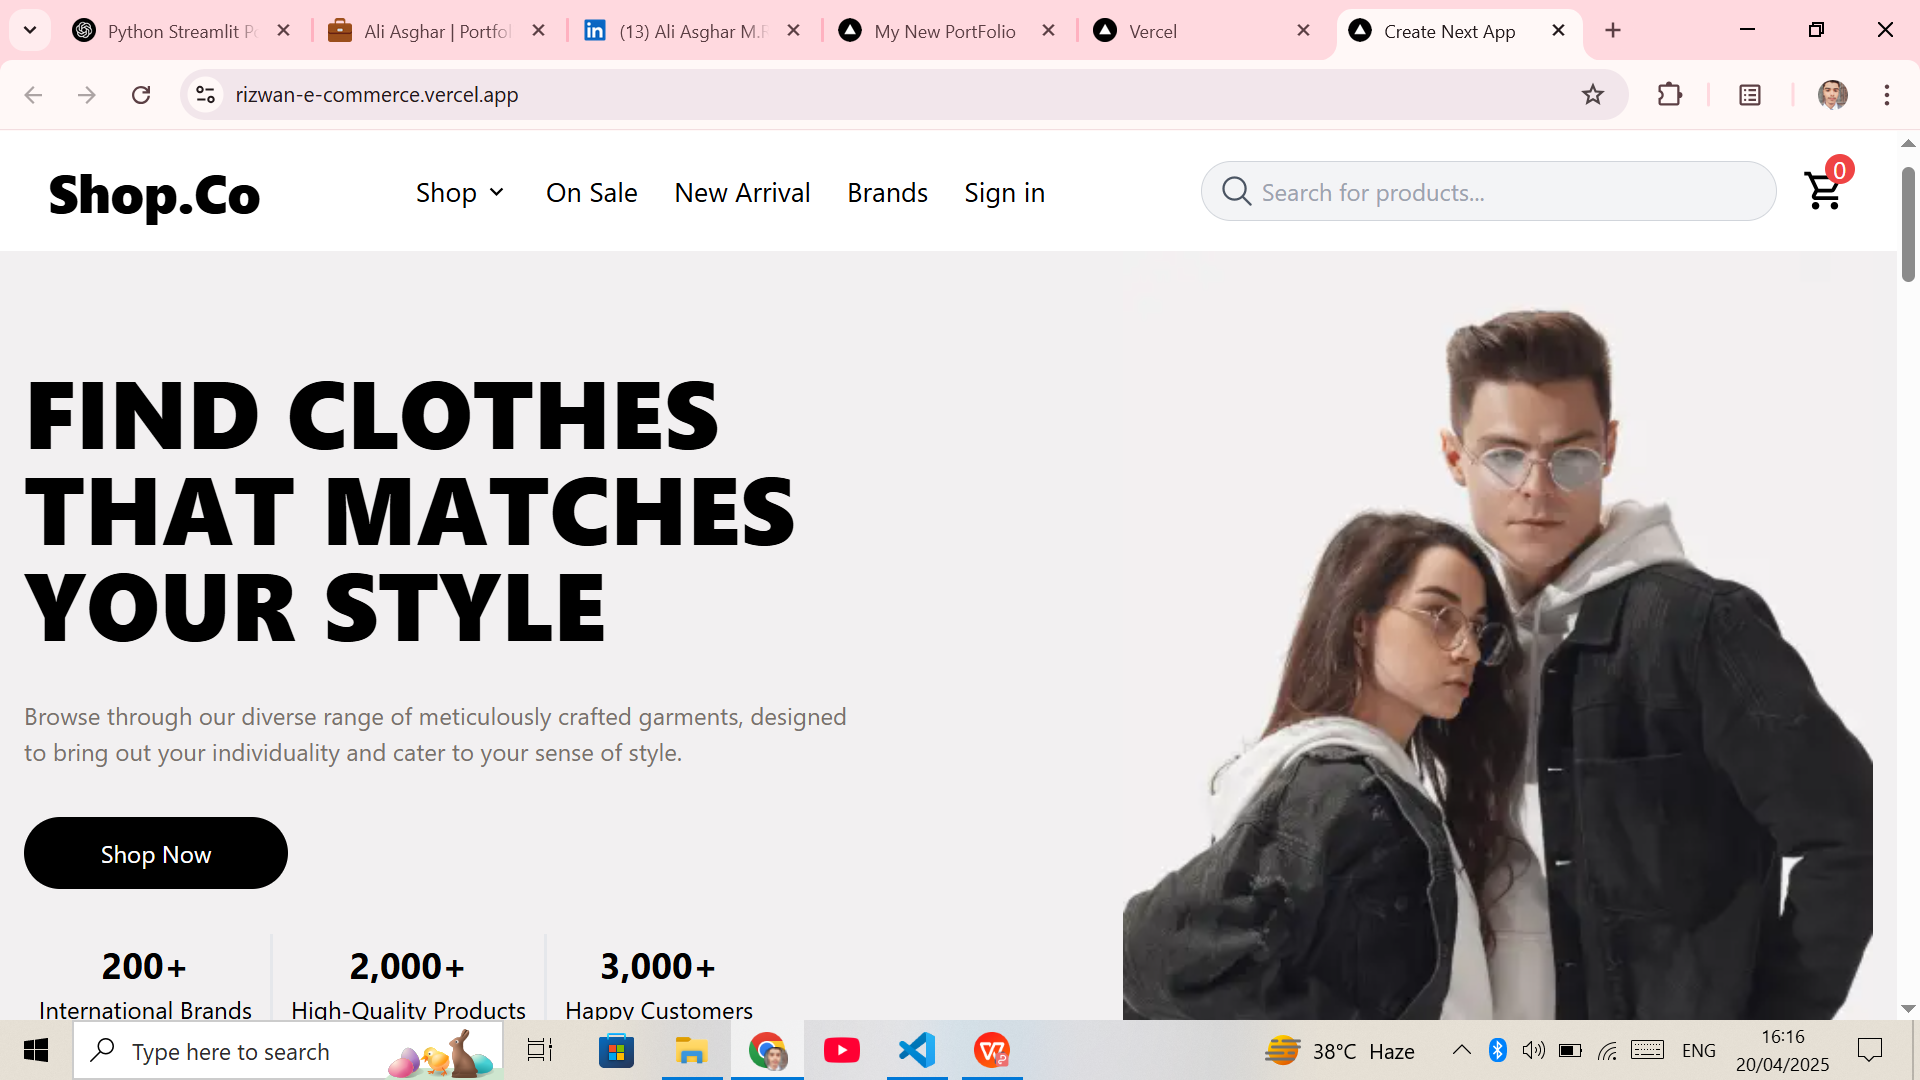 Python Streamlit Po
Ali Asghar | Portfol
(13) Ali Asghar M.R
My New PortFolio
Vercel
Create Next App
rizwan-e-commerce.vercel.app
Shop.Co
Shop
On Sale
New Arrival
Brands
Sign in
Search for products...
0
FIND CLOTHES
THAT MATCHES
YOUR STYLE
Browse through our diverse range of meticulously crafted garments, designed
to bring out your individuality and cater to your sense of style.
Shop Now
200+
International Brands
2,000+
High-Quality Products
3,000+
Happy Customers
Type here to search
38°C Haze
ENG
16:16
20/04/2025